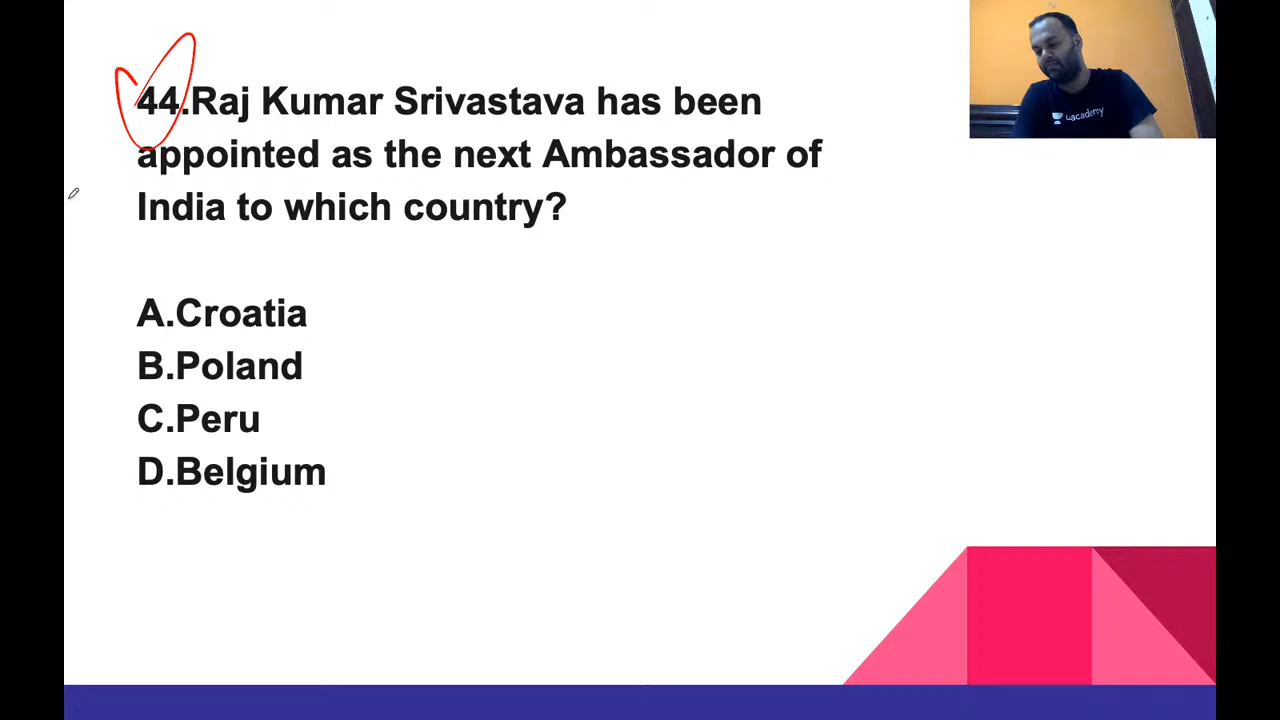 44.Raj Kumar Srivastava has been
appointed as the next Ambassador of
India to which country?
A.Croatia
B.Poland
C.Peru
D.Belgium
unacademy